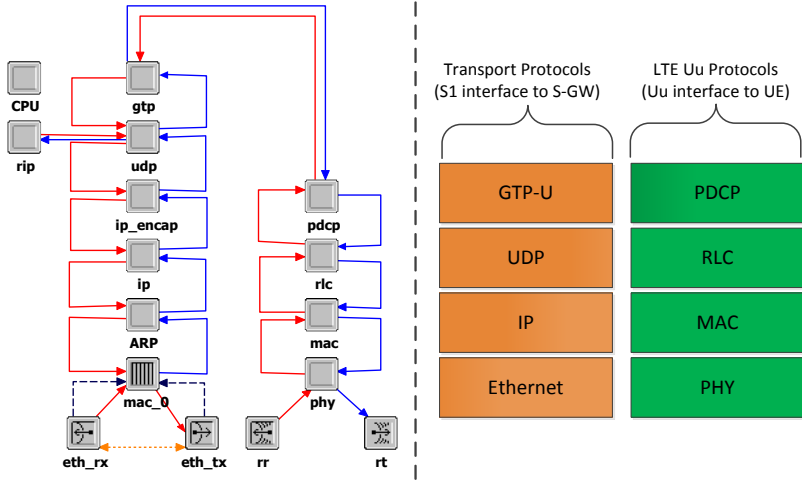 CPU
gtp
rip
udp
ip_encap
pdcp
ip
rlc
ARP
mac
mac_0
phy
eth_rx
eth_tx
rr
rt
Transport Protocols
(S1 interface to S-GW)
LTE Uu Protocols
(Uu interface to UE)
GTP-U
PDCP
UDP
RLC
IP
MAC
Ethernet
PHY